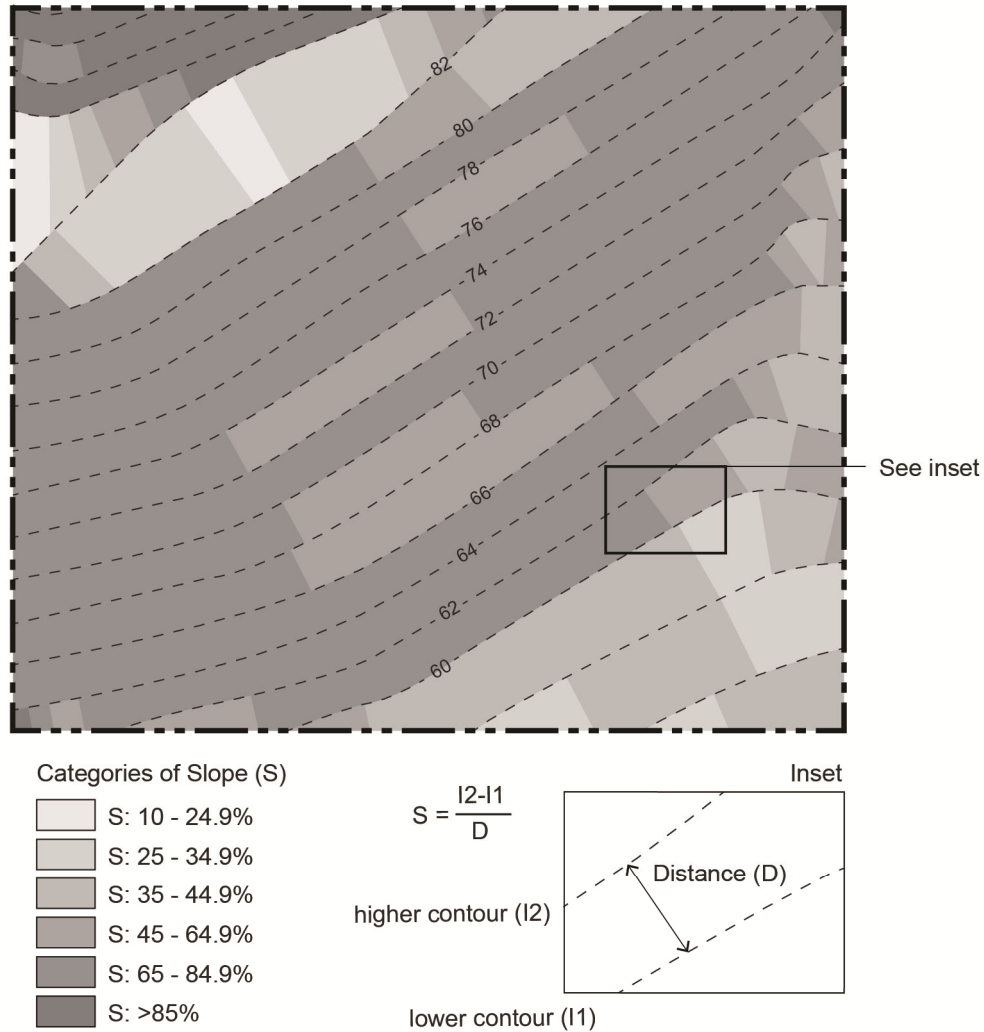 82
80
78
76
74
72
70
68
66
64
62
60
See inset
Categories of Slope (S)
S: 10 - 24.9%
S: 25 - 34.9%
S: 35 - 44.9%
S: 45 - 64.9%
S: 65 - 84.9%
S: >85%
S = I2-I1
D
Inset
Distance (D)
higher contour (I2)
lower contour (I1)